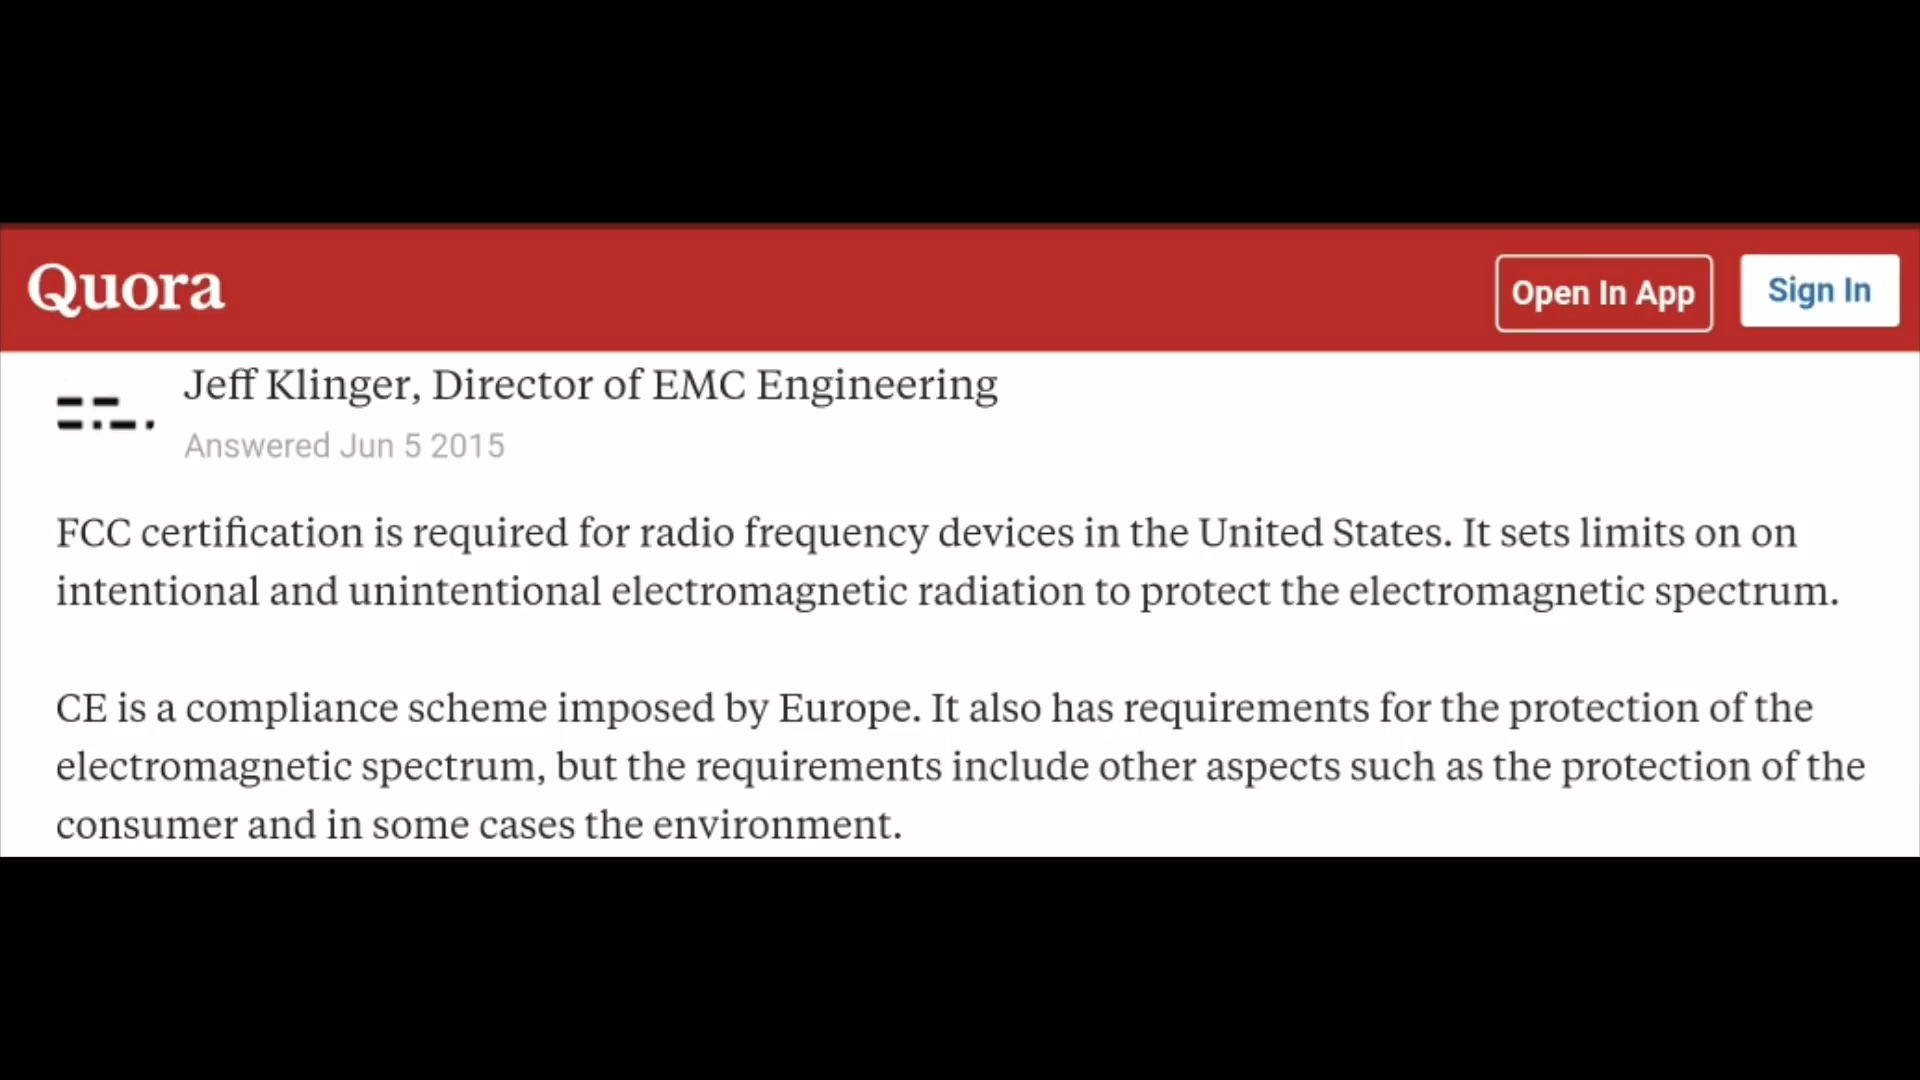 Quora
Open In App
Sign In
Jeff Klinger, Director of EMC Engineering
Answered Jun 5 2015
FCC certification is required for radio frequency devices in the United States. It sets limits on on
intentional and unintentional electromagnetic radiation to protect the electromagnetic spectrum.
CE is a compliance scheme imposed by Europe. It also has requirements for the protection of the
electromagnetic spectrum, but the requirements include other aspects such as the protection of the
consumer and in some cases the environment.